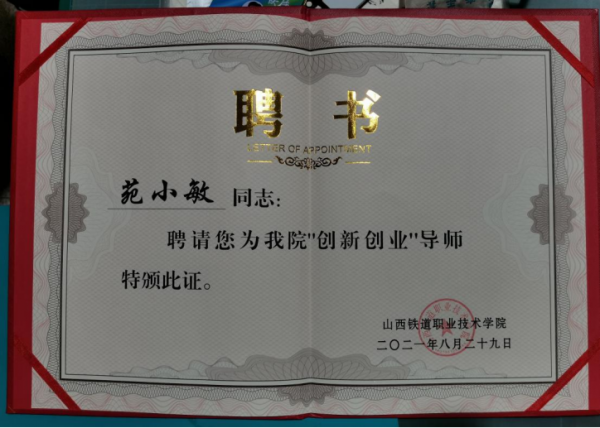 聘 书
LETTER OF APPOINTMENT
苑小敏 同志：
聘请您为我院"创新创业"导师
特颁此证。
山西铁道职业技术学院
二〇二一年八月二十九日